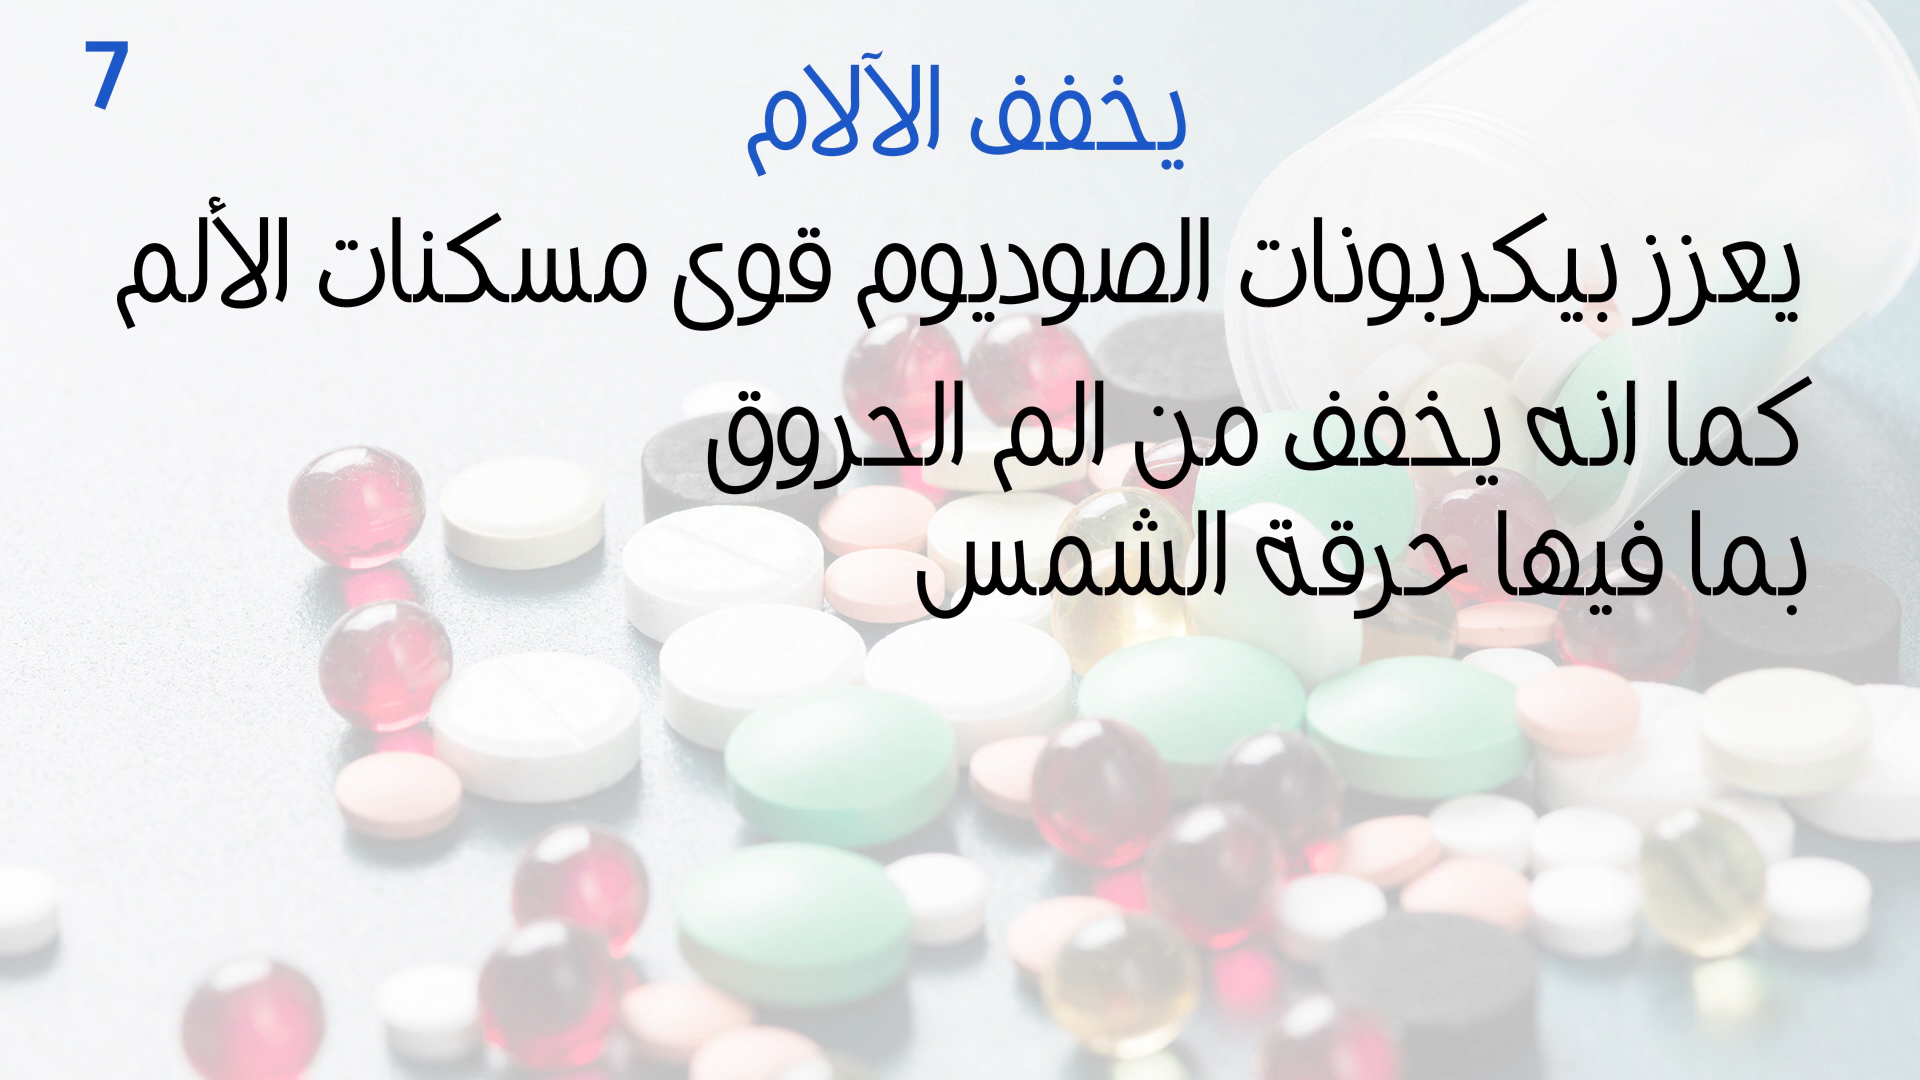 7
يخفف الآلام
يعزز بيكربونات الصوديوم قوى مسكنات الألم
كما انه يخفف من الم الحروق
بما فيها حرقة الشمس